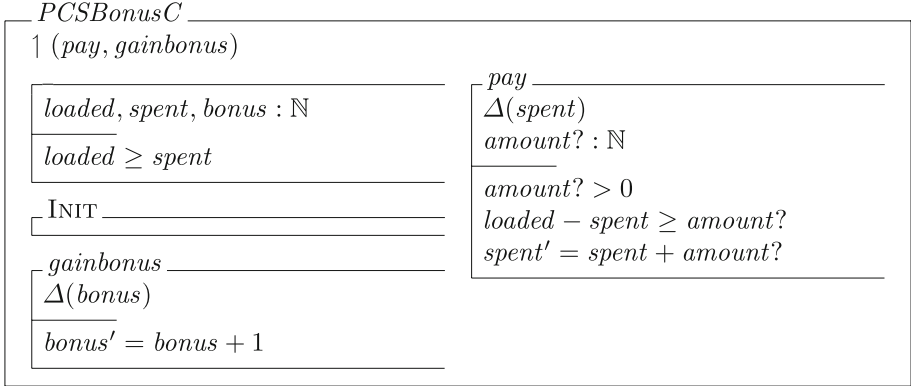 PCSBonusC
↾ (pay, gainbonus)
loaded, spent, bonus : ℕ
loaded ≥ spent
INIT
gainbonus
Δ(bonus)
bonus′ = bonus + 1
pay
Δ(spent)
amount? : ℕ
amount? > 0
loaded − spent ≥ amount?
spent′ = spent + amount?